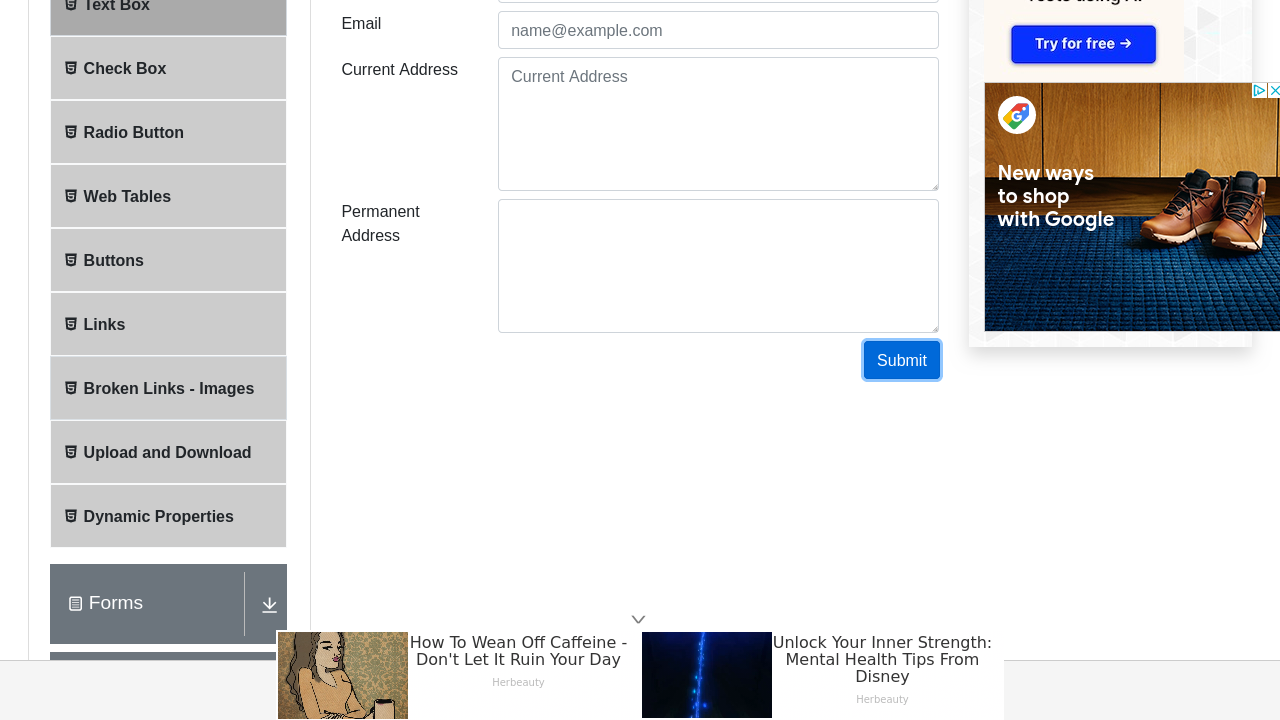 Text Box
Check Box
Radio Button
Web Tables
Buttons
Links
Broken Links - Images
Upload and Download
Dynamic Properties
Forms
Email
name@example.com
Current Address
Current Address
Permanent
Address
Submit
Try for free →
New ways
to shop
with Google
How To Wean Off Caffeine -
Don't Let It Ruin Your Day
Herbeauty
Unlock Your Inner Strength:
Mental Health Tips From
Disney
Herbeauty